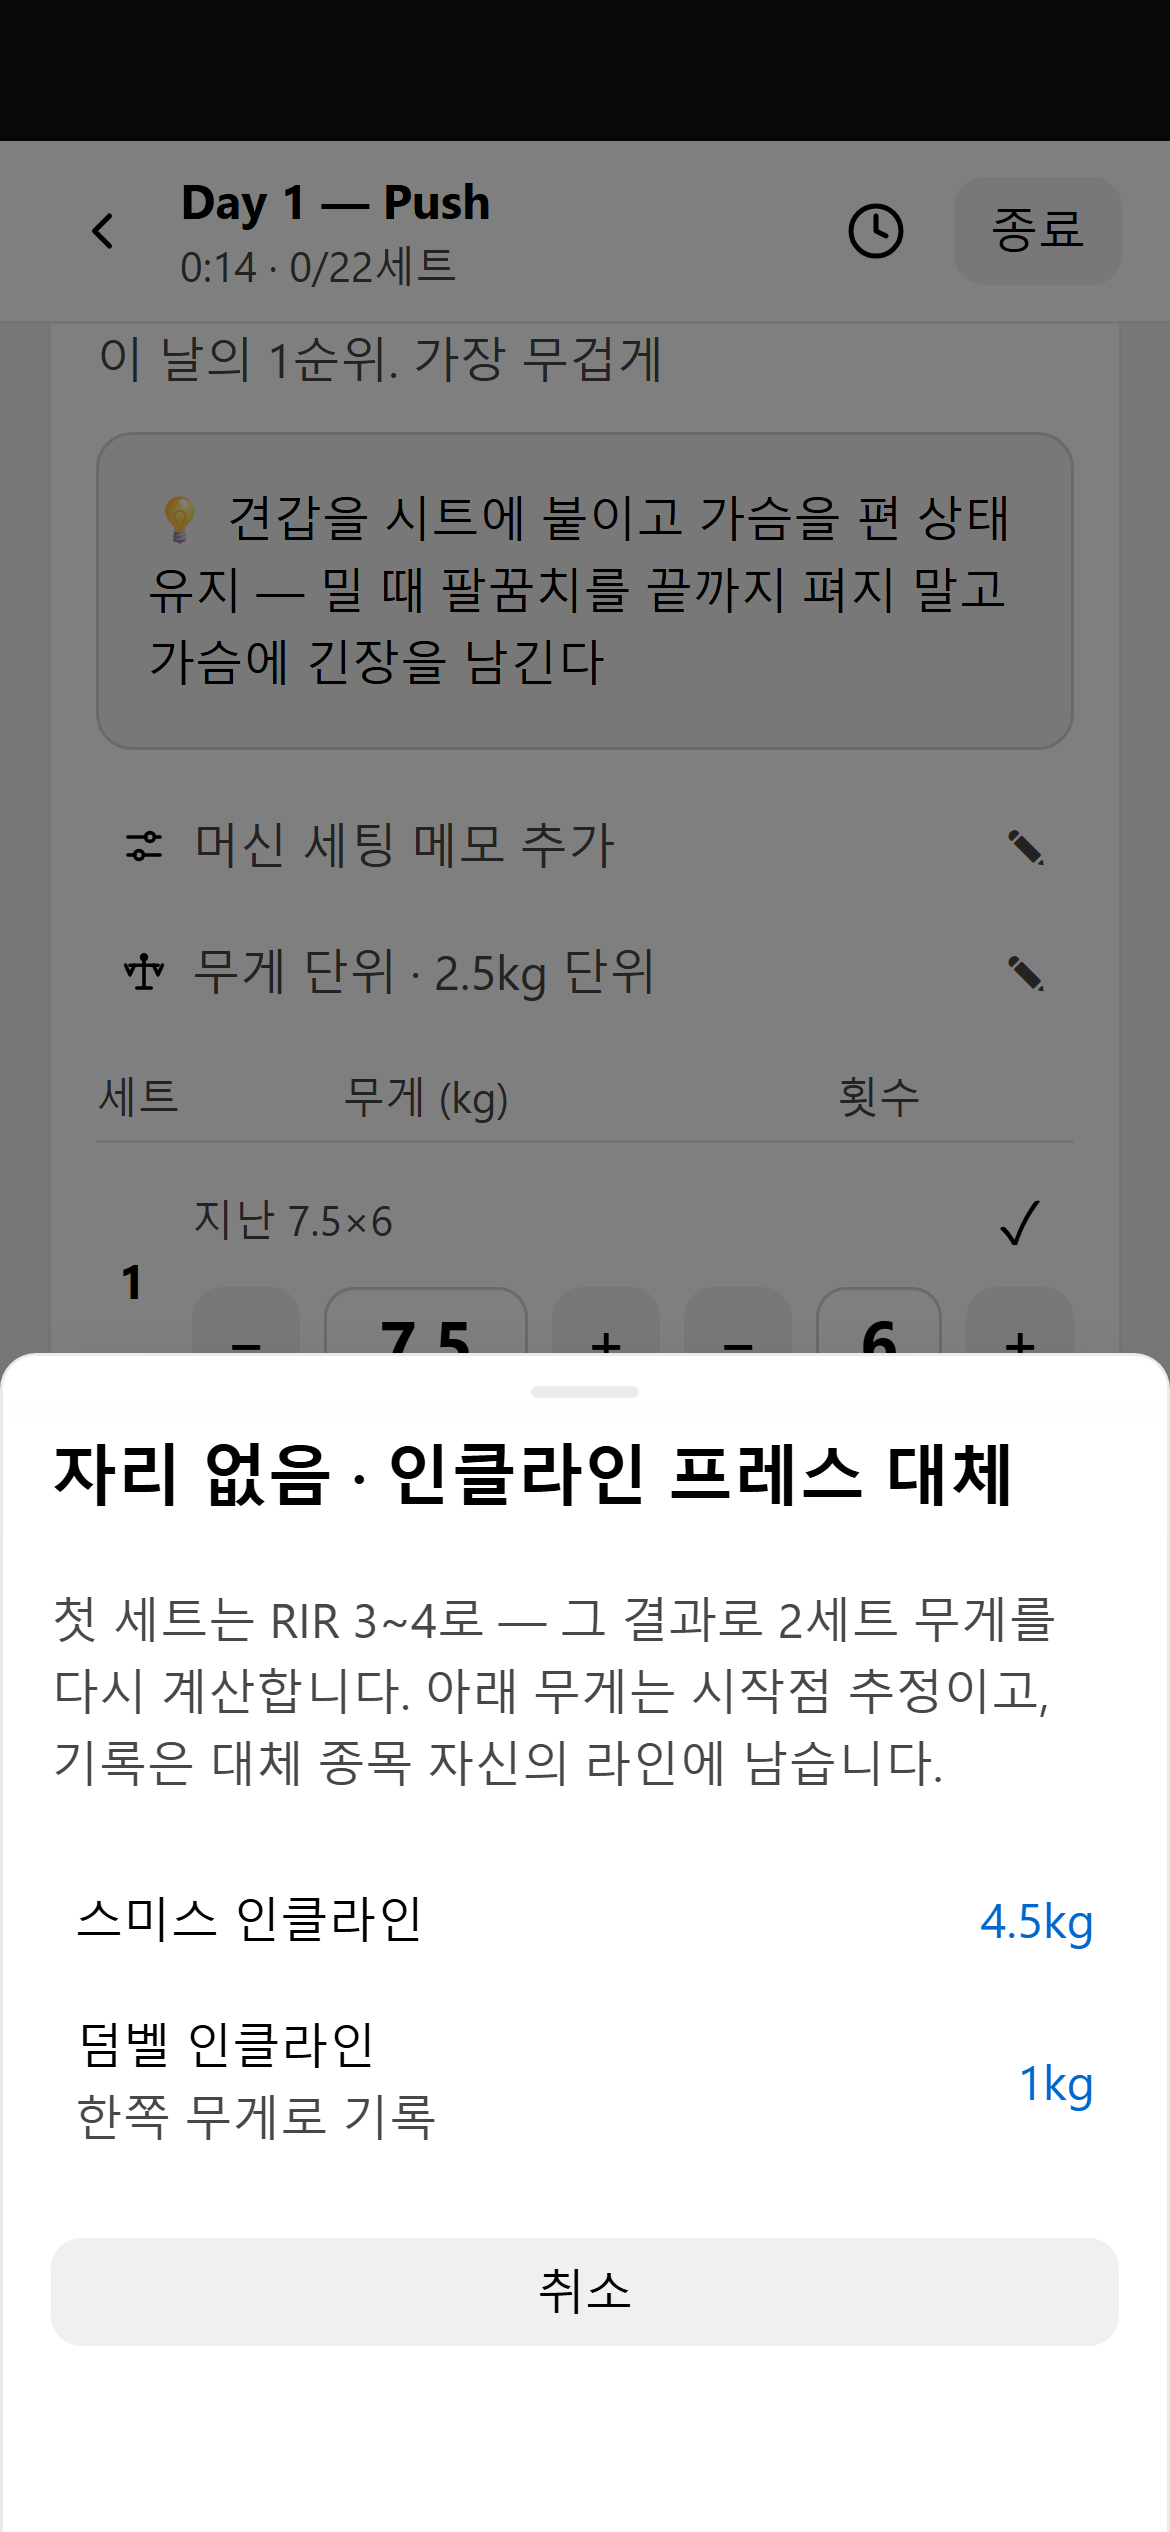 Day 1 — Push
0:14 · 0/22세트
종료
이 날의 1순위. 가장 무겁게
💡 견갑을 시트에 붙이고 가슴을 편 상태
유지 — 밀 때 팔꿈치를 끝까지 펴지 말고
가슴에 긴장을 남긴다
머신 세팅 메모 추가
무게 단위 · 2.5kg 단위
세트 무게 (kg) 횟수
지난 7.5×6 ✓
1
− 7.5 + − 6 +
자리 없음 · 인클라인 프레스 대체
첫 세트는 RIR 3~4로 — 그 결과로 2세트 무게를
다시 계산합니다. 아래 무게는 시작점 추정이고,
기록은 대체 종목 자신의 라인에 남습니다.
스미스 인클라인 4.5kg
덤벨 인클라인
한쪽 무게로 기록
1kg
취소